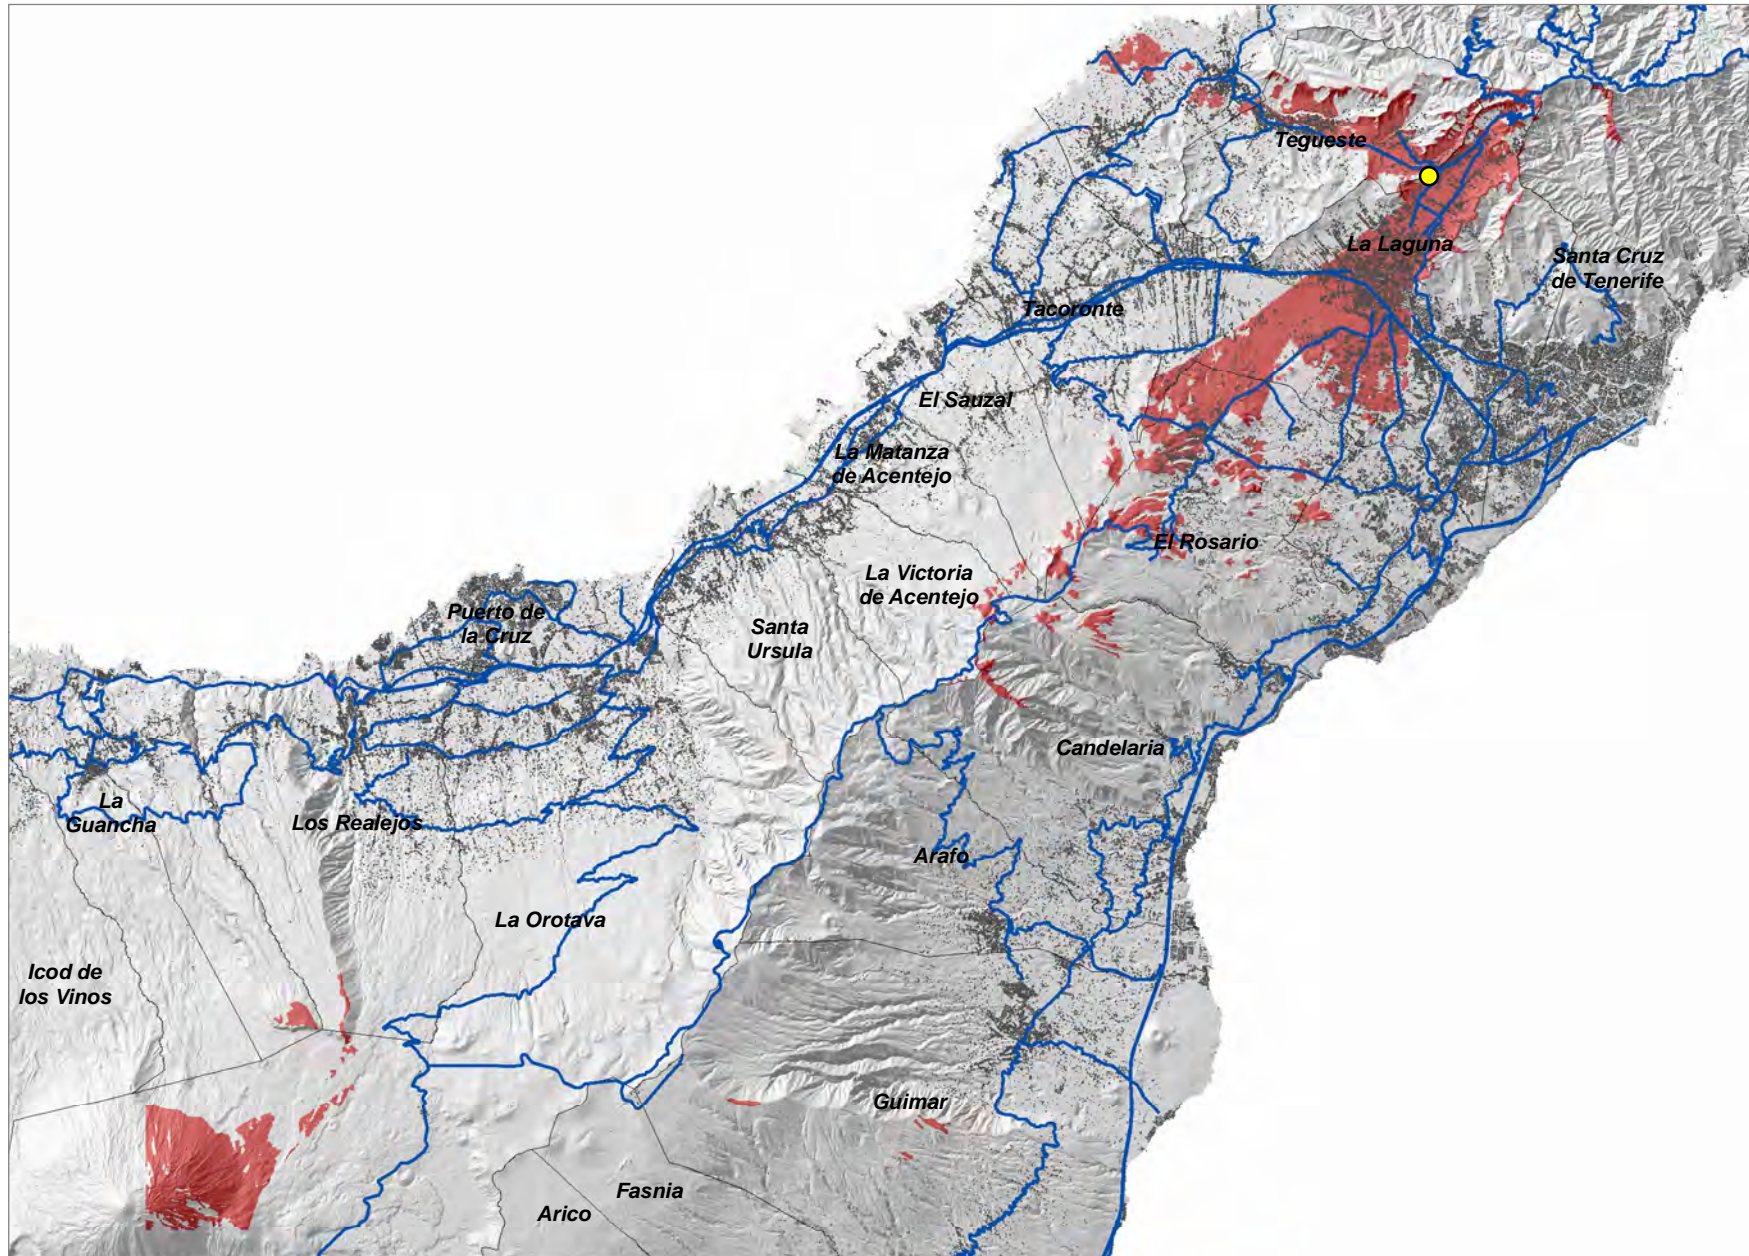 Tegueste
La Laguna
Santa Cruz
de Tenerife
Tacoronte
El Sauzal
La Matanza
de Acentejo
El Rosario
La Victoria
de Acentejo
Puerto de
la Cruz
Santa
Ursula
Candelaria
La
Guancha
Los Realejos
Arafo
La Orotava
Icod de
los Vinos
Guimar
Fasnia
Arico